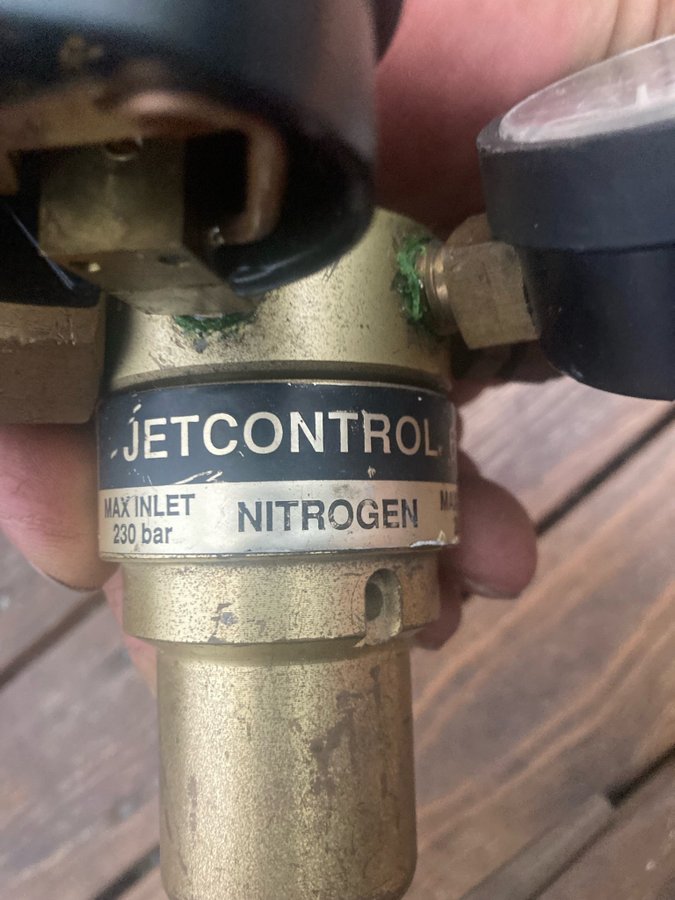 JETCONTROL
MAX INLET
230 bar
NITROGEN